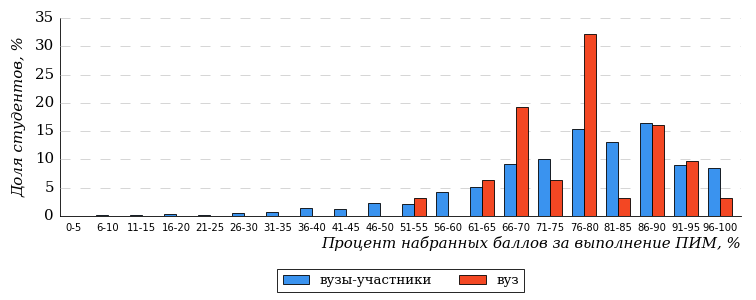 Доля студентов, %
35
30
25
20
15
10
5
0
0-5 6-10 11-15 16-20 21-25 26-30 31-35 36-40 41-45 46-50 51-55 56-60 61-65 66-70 71-75 76-80 81-85 86-90 91-95 96-100
Процент набранных баллов за выполнение ПИМ, %
вузы-участники вуз